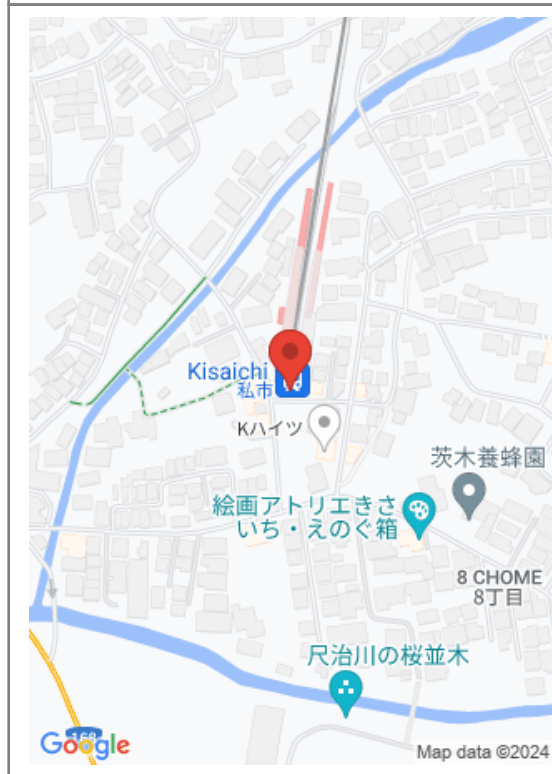 Kisaichi
私市
Kハイツ
茨木養蜂園
絵画アトリエきさ
いち・えのぐ箱
8 CHOME
8丁目
尺治川の桜並木
168
Google
Map data ©2024